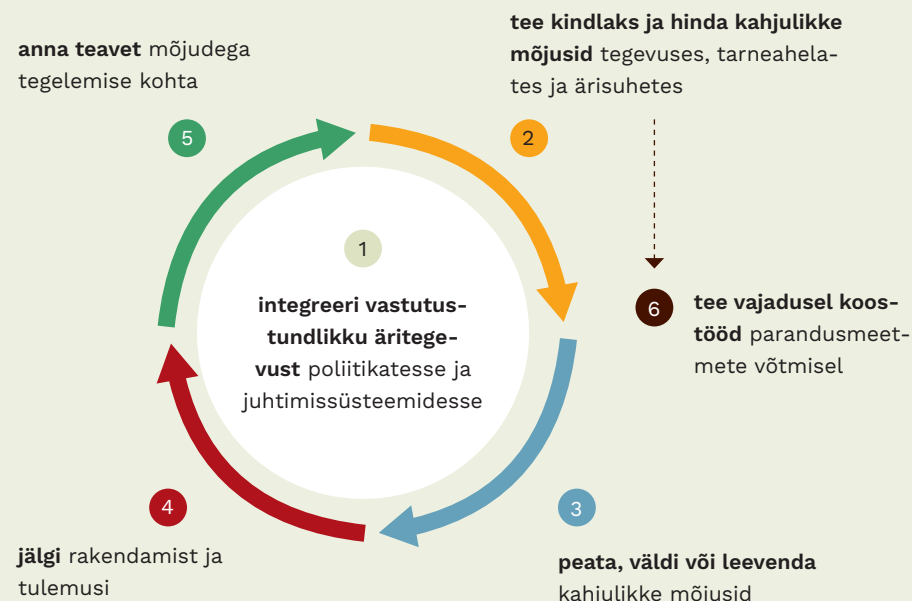 1
integreeri vastutus-
tundlikku äritege-
vust poliitikatesse ja
juhtimissüsteemidesse
2
tee kindlaks ja hinda kahjulikke
mõjusid tegevuses, tarneahela-
tes ja ärisuhetes
3
peata, väldi või leevenda
kahjulikke mõjusid
4
jälgi rakendamist ja
tulemusi
5
anna teavet mõjudega
tegelemise kohta
6
tee vajadusel koos-
tööd parandusmeet-
mete võtmisel